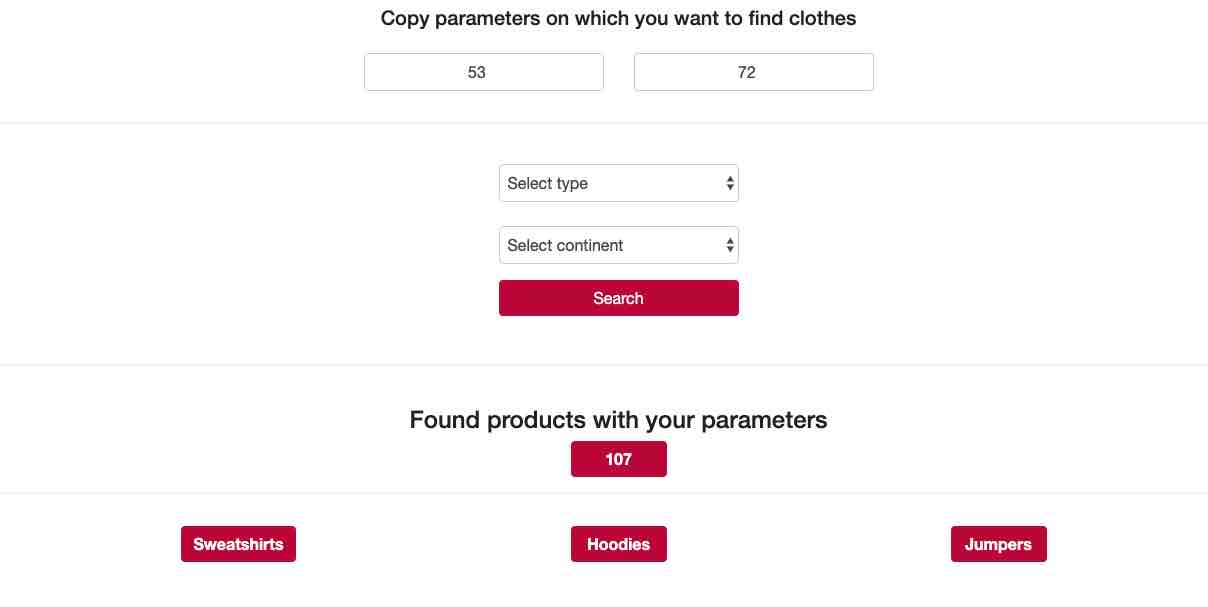 Copy parameters on which you want to find clothes
53 72
Select type
Select continent
Search
Found products with your parameters
107
Sweatshirts Hoodies Jumpers